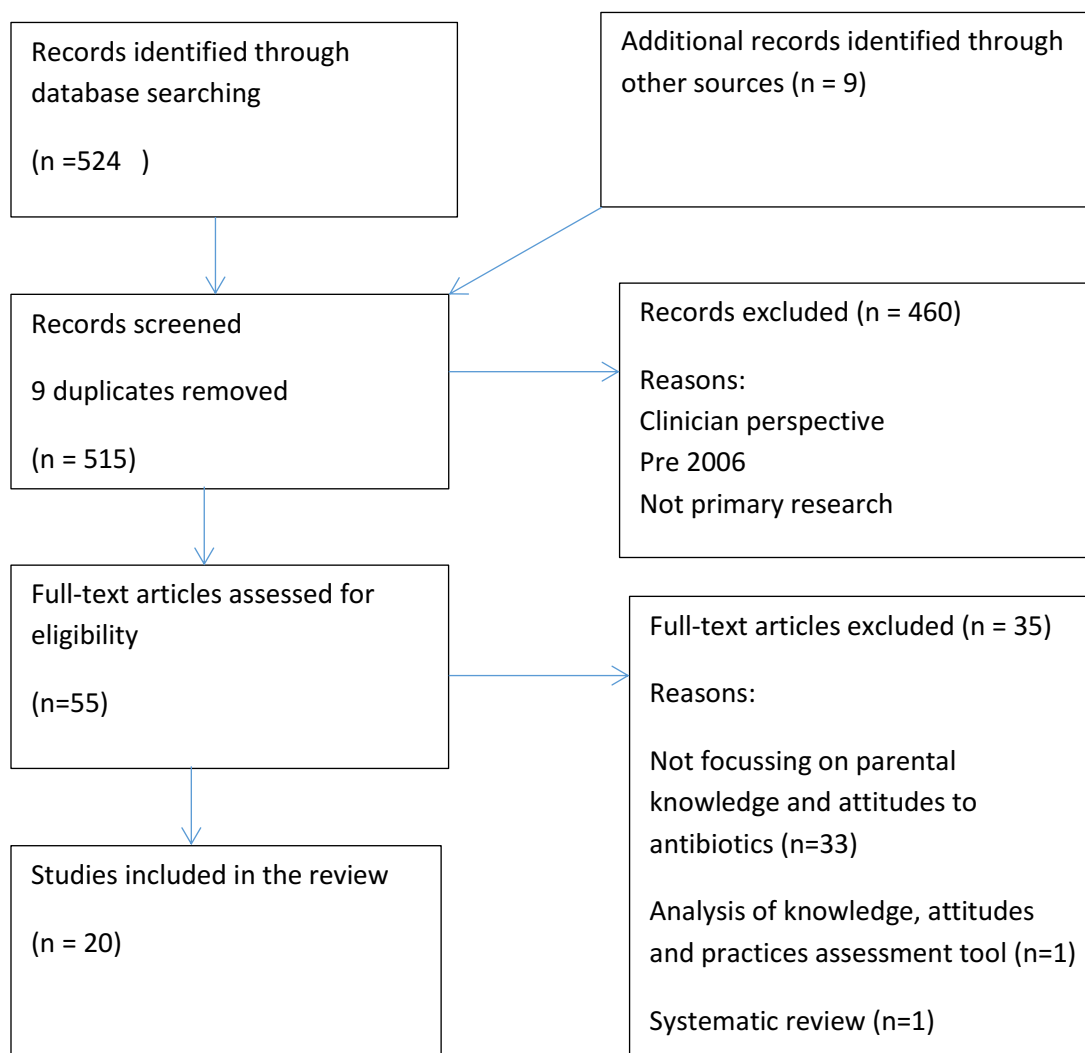 Records identified through
database searching
(n =524   )
Additional records identified through
other sources (n = 9)
Records screened
9 duplicates removed
(n = 515)
Records excluded (n = 460)
Reasons:
Clinician perspective
Pre 2006
Not primary research
Full-text articles assessed for
eligibility
(n=55)
Full-text articles excluded (n = 35)
Reasons:
Not focussing on parental
knowledge and attitudes to
antibiotics (n=33)
Analysis of knowledge, attitudes
and practices assessment tool (n=1)
Systematic review (n=1)
Studies included in the review
(n = 20)